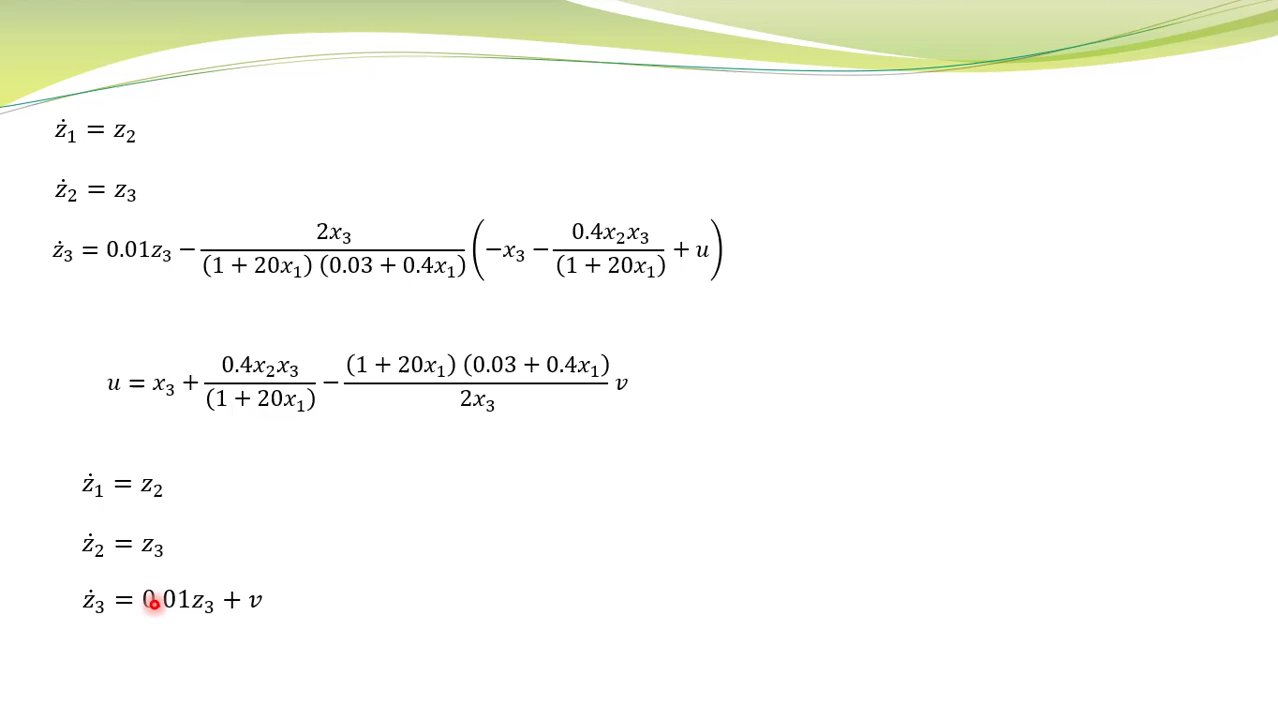 ż₁ = z₂
ż₂ = z₃
ż₃ = 0.01z₃ − 2x₃ / ((1 + 20x₁) (0.03 + 0.4x₁)) (−x₃ − 0.4x₂x₃ / (1 + 20x₁) + u)
u = x₃ + 0.4x₂x₃ / (1 + 20x₁) − (1 + 20x₁) (0.03 + 0.4x₁) / 2x₃ v
ż₁ = z₂
ż₂ = z₃
ż₃ = 0.01z₃ + v